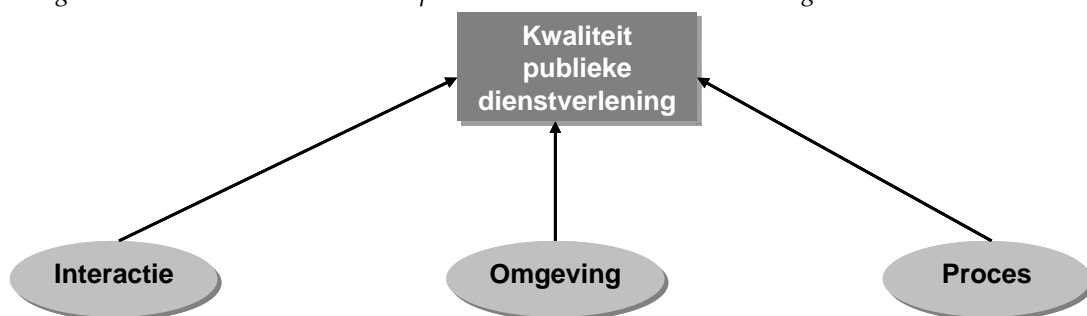 Kwaliteit
publieke
dienstverlening
Interactie
Omgeving
Proces